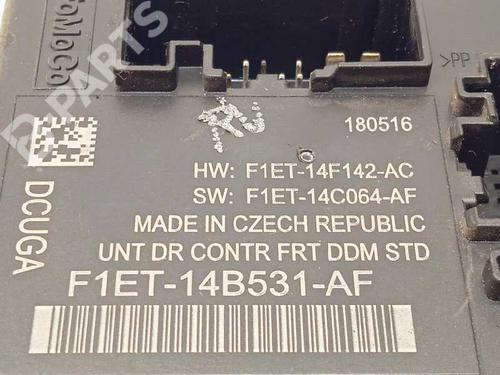 FoMoCo
PARTS
>PP
180516
HW: F1ET-14F142-AC
SW: F1ET-14C064-AF
MADE IN CZECH REPUBLIC
UNT DR CONTR FRT DDM STD
DCUGA
F1ET-14B531-AF